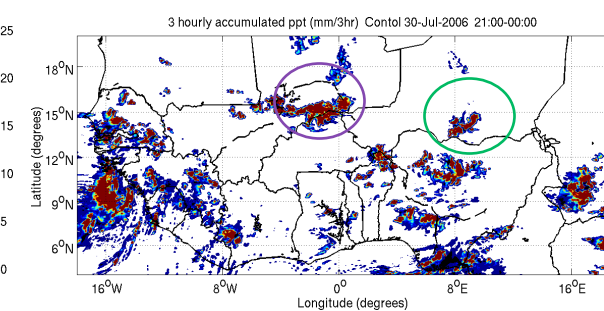 3 hourly accumulated ppt (mm/3hr) Contol 30-Jul-2006 21:00-00:00
25
20
15
10
5
0
Latitude (degrees)
18°N
15°N
12°N
9°N
6°N
16°W
8°W
0°
8°E
16°E
Longitude (degrees)